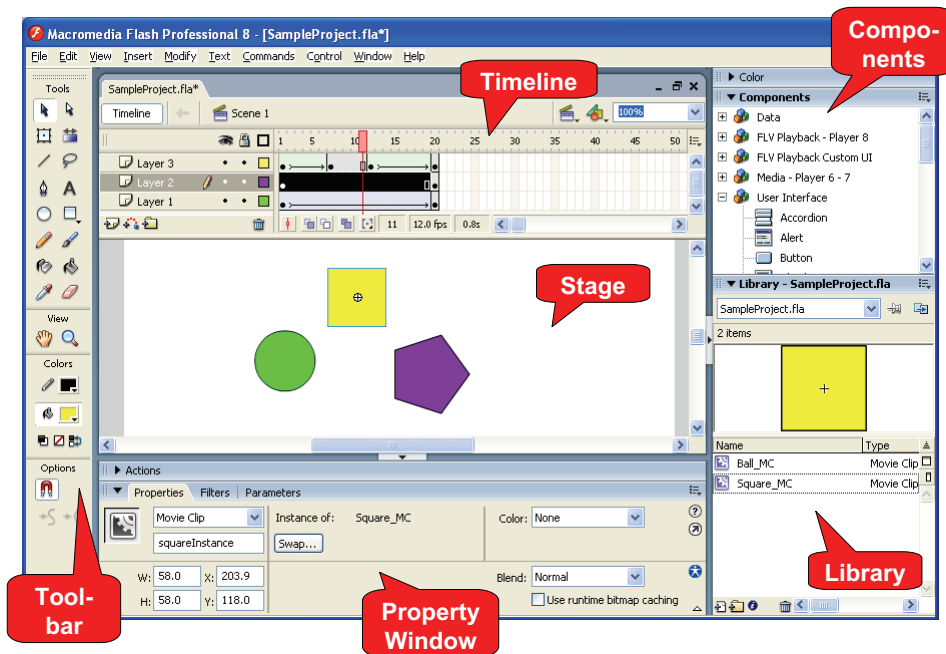 Macromedia Flash Professional 8 - [SampleProject.fla*]
File Edit View Insert Modify Text Commands Control Window Help
Compo-
nents
Timeline
Tools
SampleProject.fla*
Timeline
Scene 1
100%
1 5 10 15 20 25 30 35 40 45 50
Layer 3
Layer 2
Layer 1
11 12.0 fps 0.8s
Stage
View
Colors
Options
Tool-
bar
Color
Components
Data
FLV Playback - Player 8
FLV Playback Custom UI
Media - Player 6 - 7
User Interface
Accordion
Alert
Button
Library - SampleProject.fla
SampleProject.fla
2 items
Name Type
Ball_MC Movie Clip
Square_MC Movie Clip
Library
Actions
Properties Filters Parameters
Movie Clip Instance of: Square_MC Color: None
squareInstance Swap...
W: 58.0 X: 203.9 Blend: Normal
H: 58.0 Y: 118.0 Use runtime bitmap caching
Property
Window